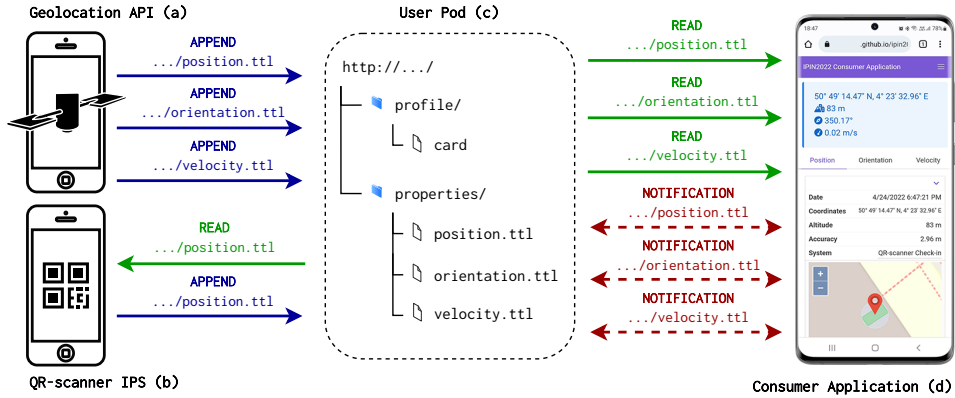 Geolocation API (a)
APPEND
.../position.ttl
APPEND
.../orientation.ttl
APPEND
.../velocity.ttl
READ
.../position.ttl
APPEND
.../position.ttl
QR-scanner IPS (b)
User Pod (c)
http://.../
profile/
card
properties/
position.ttl
orientation.ttl
velocity.ttl
READ
.../position.ttl
READ
.../orientation.ttl
READ
.../velocity.ttl
NOTIFICATION
.../position.ttl
NOTIFICATION
.../orientation.ttl
NOTIFICATION
.../velocity.ttl
18:47
78%
.github.io/ipin20
IPIN2022 Consumer Application
50° 49' 14.47" N, 4° 23' 32.96" E
83 m
350.17°
0.02 m/s
Position Orientation Velocity
Date 4/24/2022 6:47:21 PM
Coordinates 50° 49' 14.47" N, 4° 23' 32.96" E
Altitude 83 m
Accuracy 2.96 m
System QR-scanner Check-in
+
−
Consumer Application (d)